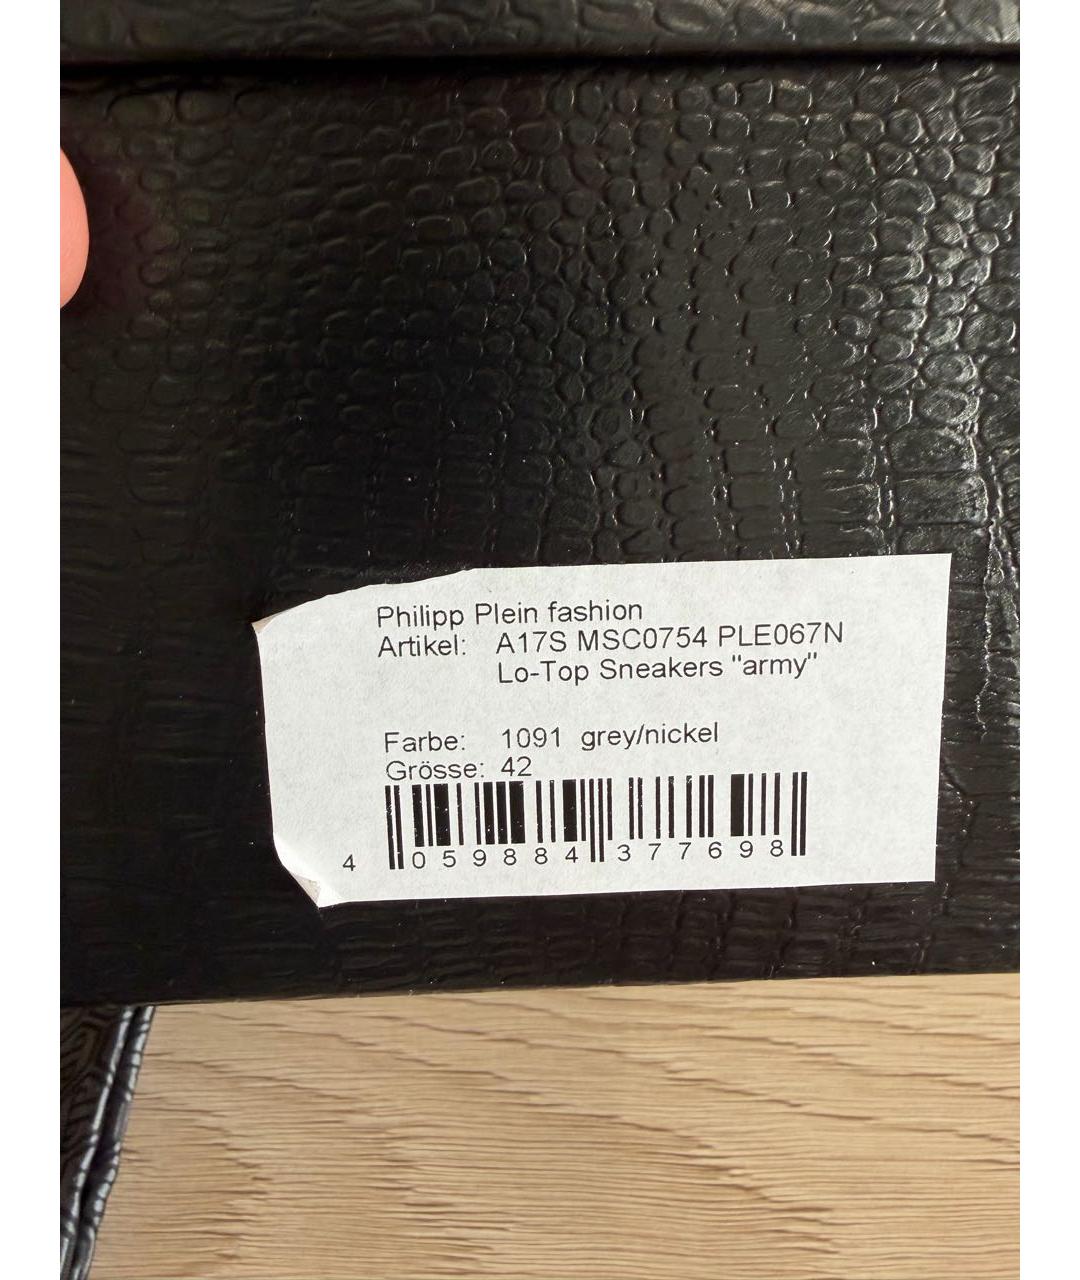 Philipp Plein fashion
Artikel: A17S MSC0754 PLE067N
Lo-Top Sneakers "army"
Farbe: 1091 grey/nickel
Grösse: 42
4 059884 377698